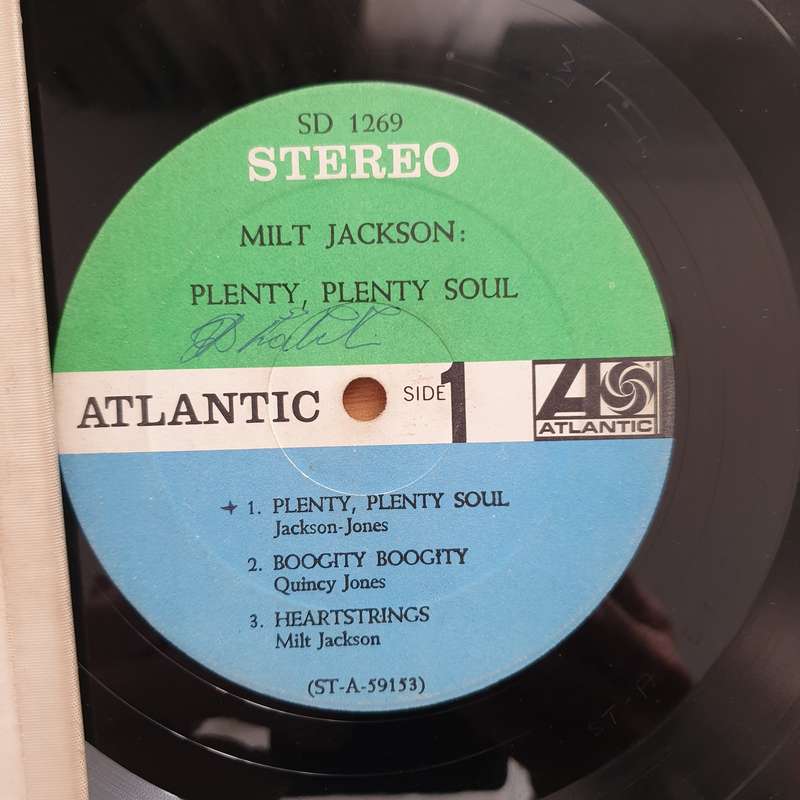 SD 1269
STEREO
MILT JACKSON:
PLENTY, PLENTY SOUL
ATLANTIC
SIDE 1
ATLANTIC
1. PLENTY, PLENTY SOUL
Jackson-Jones
2. BOOGITY BOOGITY
Quincy Jones
3. HEARTSTRINGS
Milt Jackson
(ST-A-59153)
ST-A